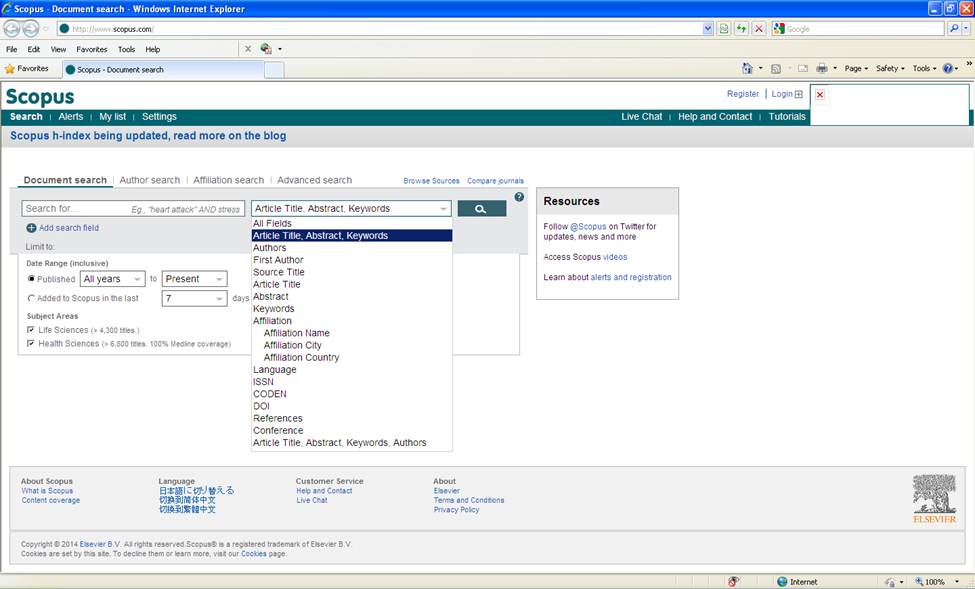 Scopus - Document search - Windows Internet Explorer
http://www.scopus.com/
Google
File Edit View Favorites Tools Help
Favorites Scopus - Document search
Page Safety Tools
Scopus
Register Login
Search Alerts My list Settings Live Chat Help and Contact Tutorials
Scopus h-index being updated, read more on the blog
Document search Author search Affiliation search Advanced search Browse Sources Compare journals
Search for... Eg., "heart attack" AND stress
Article Title, Abstract, Keywords
Add search field
Limit to:
Date Range (inclusive)
Published All years to Present
Added to Scopus in the last 7 days
Subject Areas
Life Sciences (> 4,300 titles.)
Health Sciences (> 6,800 titles. 100% Medline coverage)
All Fields
Article Title, Abstract, Keywords
Authors
First Author
Source Title
Article Title
Abstract
Keywords
Affiliation
Affiliation Name
Affiliation City
Affiliation Country
Language
ISSN
CODEN
DOI
References
Conference
Article Title, Abstract, Keywords, Authors
Resources
Follow @Scopus on Twitter for
updates, news and more
Access Scopus videos
Learn about alerts and registration
About Scopus
What is Scopus
Content coverage
Language
日本語に切り替える
切换到简体中文
切換到繁體中文
Customer Service
Help and Contact
Live Chat
About
Elsevier
Terms and Conditions
Privacy Policy
ELSEVIER
Copyright © 2014 Elsevier B.V. All rights reserved.Scopus® is a registered trademark of Elsevier B.V.
Cookies are set by this site. To decline them or learn more, visit our Cookies page.
Internet 100%